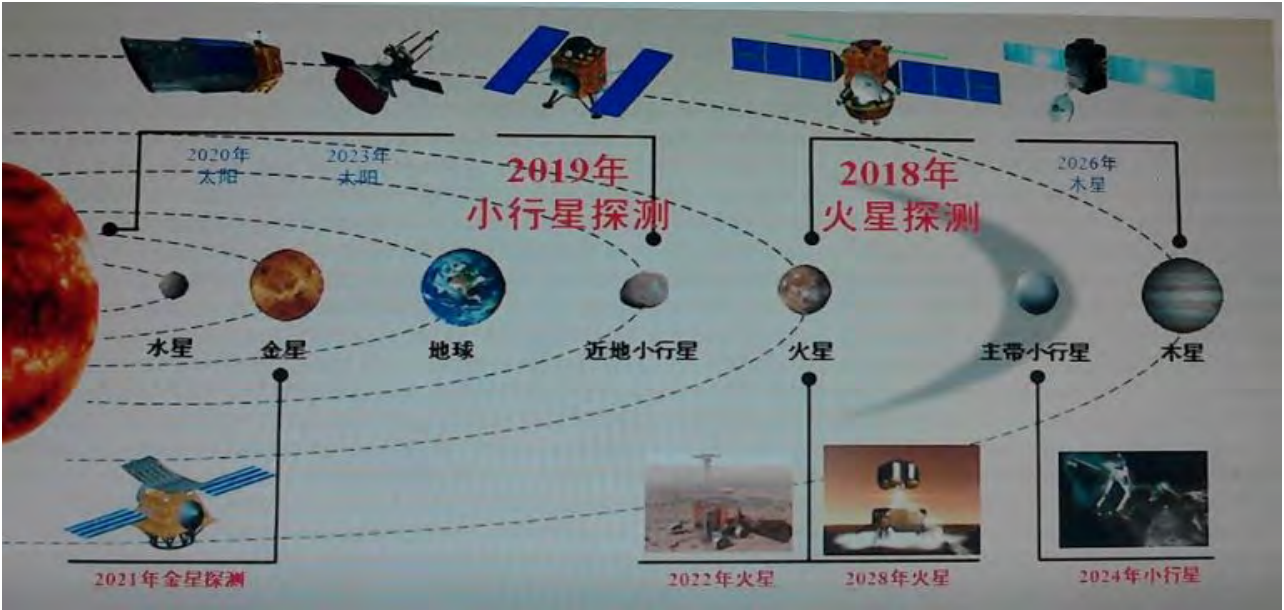 2020年
太阳
2023年
太阳
2019年
小行星探测
2018年
火星探测
2026年
木星
水星
金星
地球
近地小行星
火星
主带小行星
木星
2021年金星探测
2022年火星
2028年火星
2024年小行星